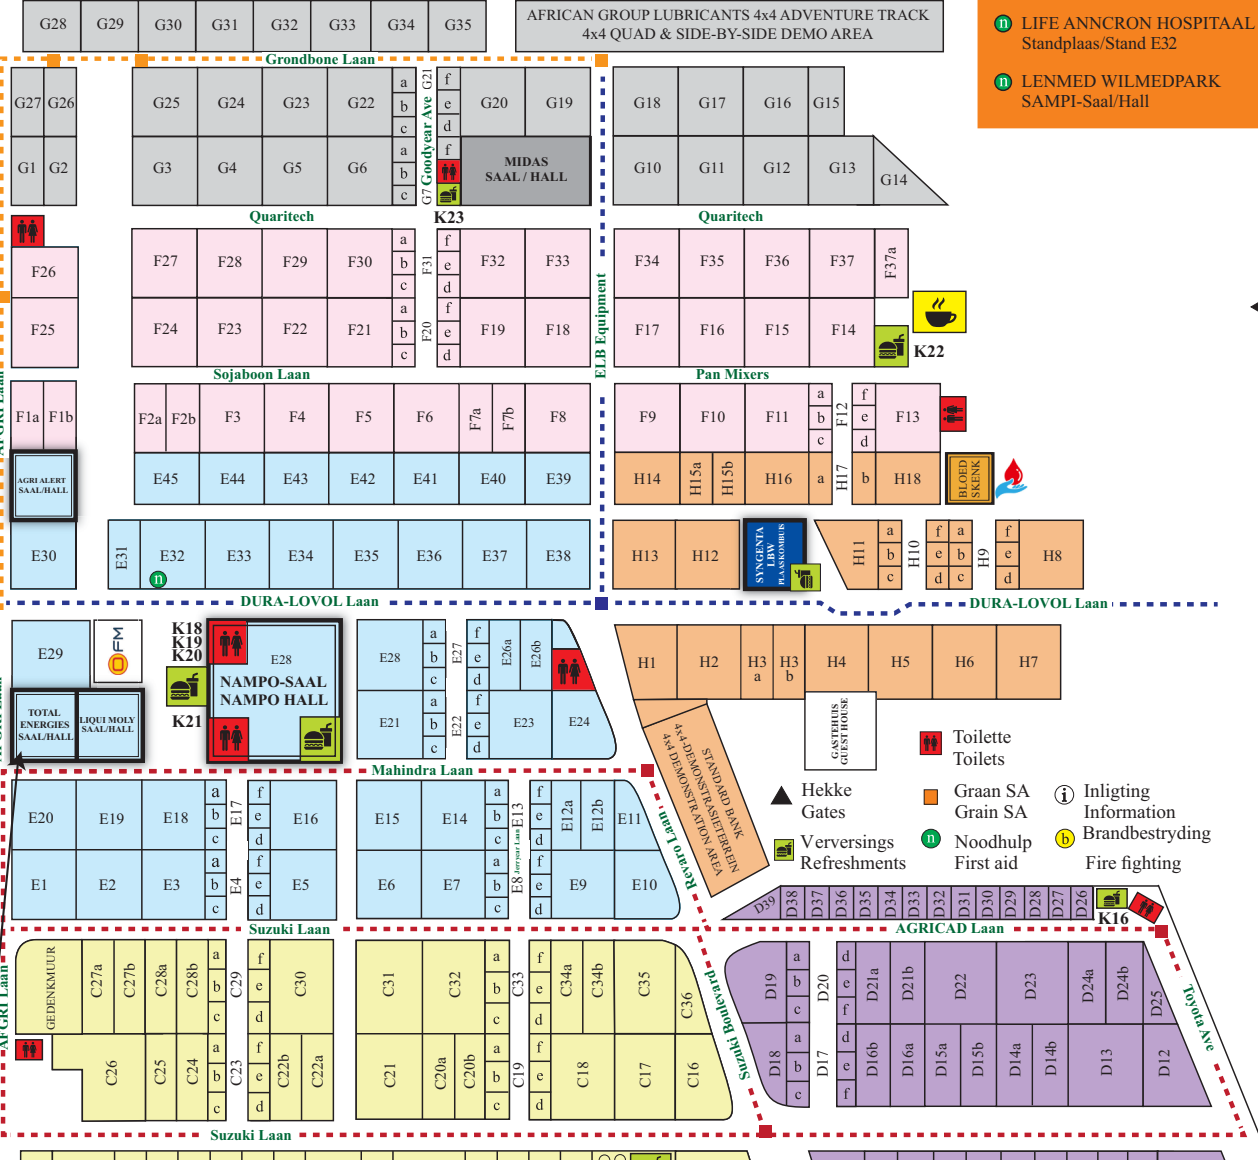 G28 G29 G30 G31 G32 G33 G34 G35
AFRICAN GROUP LUBRICANTS 4x4 ADVENTURE TRACK
4x4 QUAD & SIDE-BY-SIDE DEMO AREA
n LIFE ANNCRON HOSPITAAL
Standplaas/Stand E32
n LENMED WILMEDPARK
SAMPI-Saal/Hall
Grondbone Laan
G27 G26 G25 G24 G23 G22 a b c G21 f e d G20 G19 G18 G17 G16 G15
Goodyear Ave
G1 G2 G3 G4 G5 G6 a b c G7 f
MIDAS
SAAL / HALL
G10 G11 G12 G13 G14
Quaritech
K23
Quaritech
F26 F27 F28 F29 F30 a b c F31 f e d F32 F33 F34 F35 F36 F37 F37a
F25 F24 F23 F22 F21 a b c F20 f e d F19 F18 F17 F16 F15 F14
K22
ELB Equipment
Sojaboon Laan
Pan Mixers
F1a F1b F2a F2b F3 F4 F5 F6 F7a F7b F8 F9 F10 F11 a b c F12 f e d F13
AGRI ALERT
SAAL/HALL
E45 E44 E43 E42 E41 E40 E39 H14 H15a H15b H16 a H17 b H18
BLOED
SKENK
E30 E31 E32 n E33 E34 E35 E36 E37 E38 H13 H12
SYNGENTA
LBW
PLAASKOMBUIS
H11 a b c H10 f e d a b c H9 f e d H8
AFGRI Laan
DURA-LOVOL Laan
DURA-LOVOL Laan
E29
OFM
K18
K19
K20
K21
E28
NAMPO-SAAL
NAMPO HALL
E28 a b c E27 f e d E26a E26b
E21 a b c E22 f e d E23 E24
TOTAL
ENERGIES
SAAL/HALL
LIQUI MOLY
SAAL/HALL
H1 H2 H3 a H3 b H4 H5 H6 H7
GASTEHUIS
GUEST HOUSE
STANDARD BANK
4x4-DEMONSTRASIETERREIN
4x4 DEMONSTRATION AREA
Toilette
Toilets
Hekke
Gates
Graan SA
Grain SA
i Inligting
Information
Verversings
Refreshments
n Noodhulp
First aid
b Brandbestryding
Fire fighting
Mahindra Laan
E20 E19 E18 a b c E17 f e d E16 E15 E14 a b c E13 f e d E12a E12b E11
Revaro Laan
E1 E2 E3 a b c E4 f e d E5 E6 E7 a b c E8 f e d E9 E10
D39 D38 D37 D36 D35 D34 D33 D32 D31 D30 D29 D28 D27 D26
K16
Suzuki Laan
AGRICAD Laan
AFGRI Laan
GEDENKMUUR C27a C27b C28a C28b a b c C29 f e d C30 C31 C32 a b c C33 f e d C34a C34b C35 C36
Suzuki Boulevard
D19 a b c D20 d e f D21a D21b D22 D23 D24a D24b D25
Toyota Ave
C26 C25 C24 a b c C23 f e d C22b C22a C21 C20a C20b a b c C19 f e d C18 C17 C16
D18 a b c D17 d e f D16b D16a D15a D15b D14a D14b D13 D12
Suzuki Laan